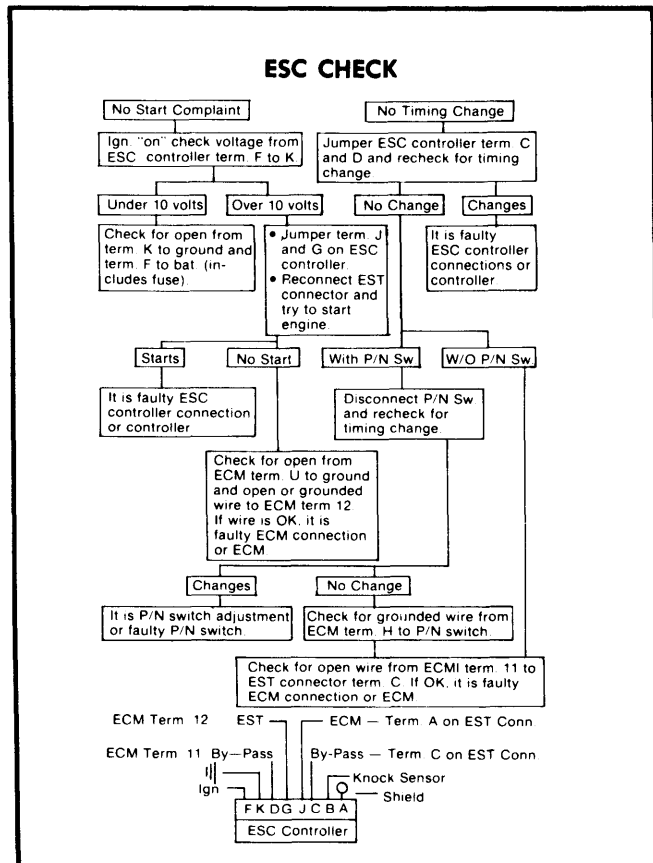 ESC CHECK
No Start Complaint
No Timing Change
Ign. "on" check voltage from
ESC controller term. F to K.
Jumper ESC controller term. C
and D and recheck for timing
change
Under 10 volts
Over 10 volts
No Change
Changes
Check for open from
term. K to ground and
term. F to bat. (in-
cludes fuse).
• Jumper term. J
and G on ESC
controller.
• Reconnect EST
connector and
try to start
engine.
It is faulty
ESC controller
connections or
controller
Starts
No Start
With P/N Sw.
W/O P/N Sw.
It is faulty ESC
controller connection
or controller
Disconnect P/N Sw
and recheck for
timing change.
Check for open from
ECM term. U to ground
and open or grounded
wire to ECM term 12.
If wire is OK, it is
faulty ECM connection
or ECM.
Changes
No Change
It is P/N switch adjustment
or faulty P/N switch.
Check for grounded wire from
ECM term. H to P/N switch.
Check for open wire from ECMI term. 11 to
EST connector term. C. If OK, it is faulty
ECM connection or ECM.
ECM Term 12 EST
ECM — Term. A on EST Conn.
ECM Term 11 By—Pass
By-Pass — Term. C on EST Conn.
Knock Sensor
Ign
Shield
F K D G J C B A
ESC Controller